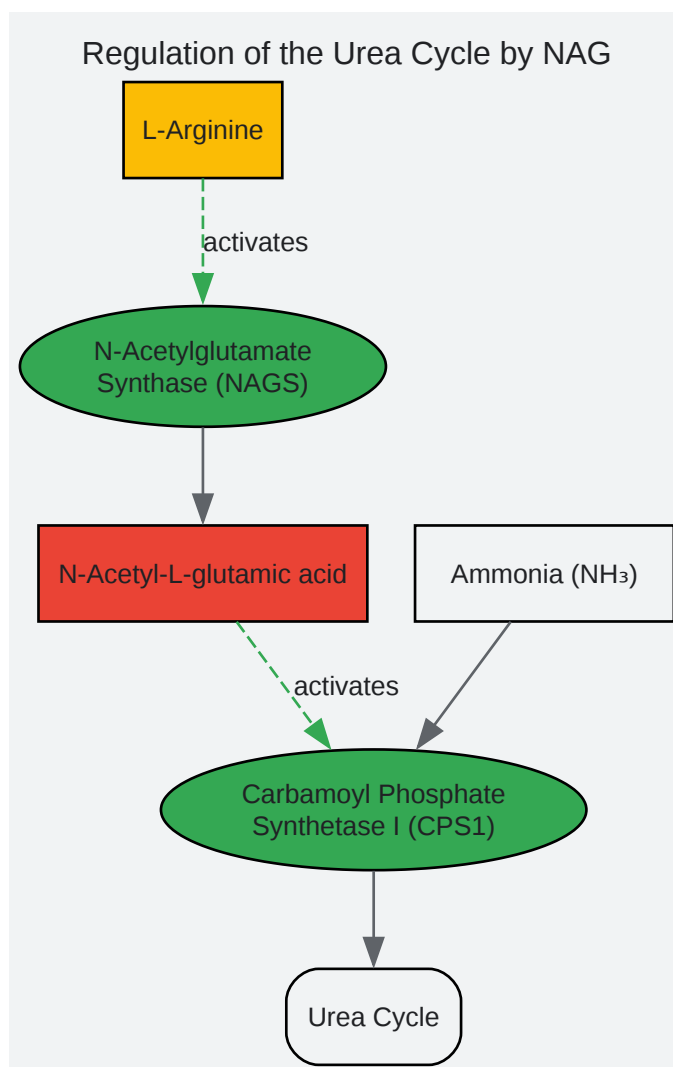 Regulation of the Urea Cycle by NAG
L-Arginine
activates
N-Acetylglutamate
Synthase (NAGS)
N-Acetyl-L-glutamic acid
Ammonia (NH₃)
activates
Carbamoyl Phosphate
Synthetase I (CPS1)
Urea Cycle